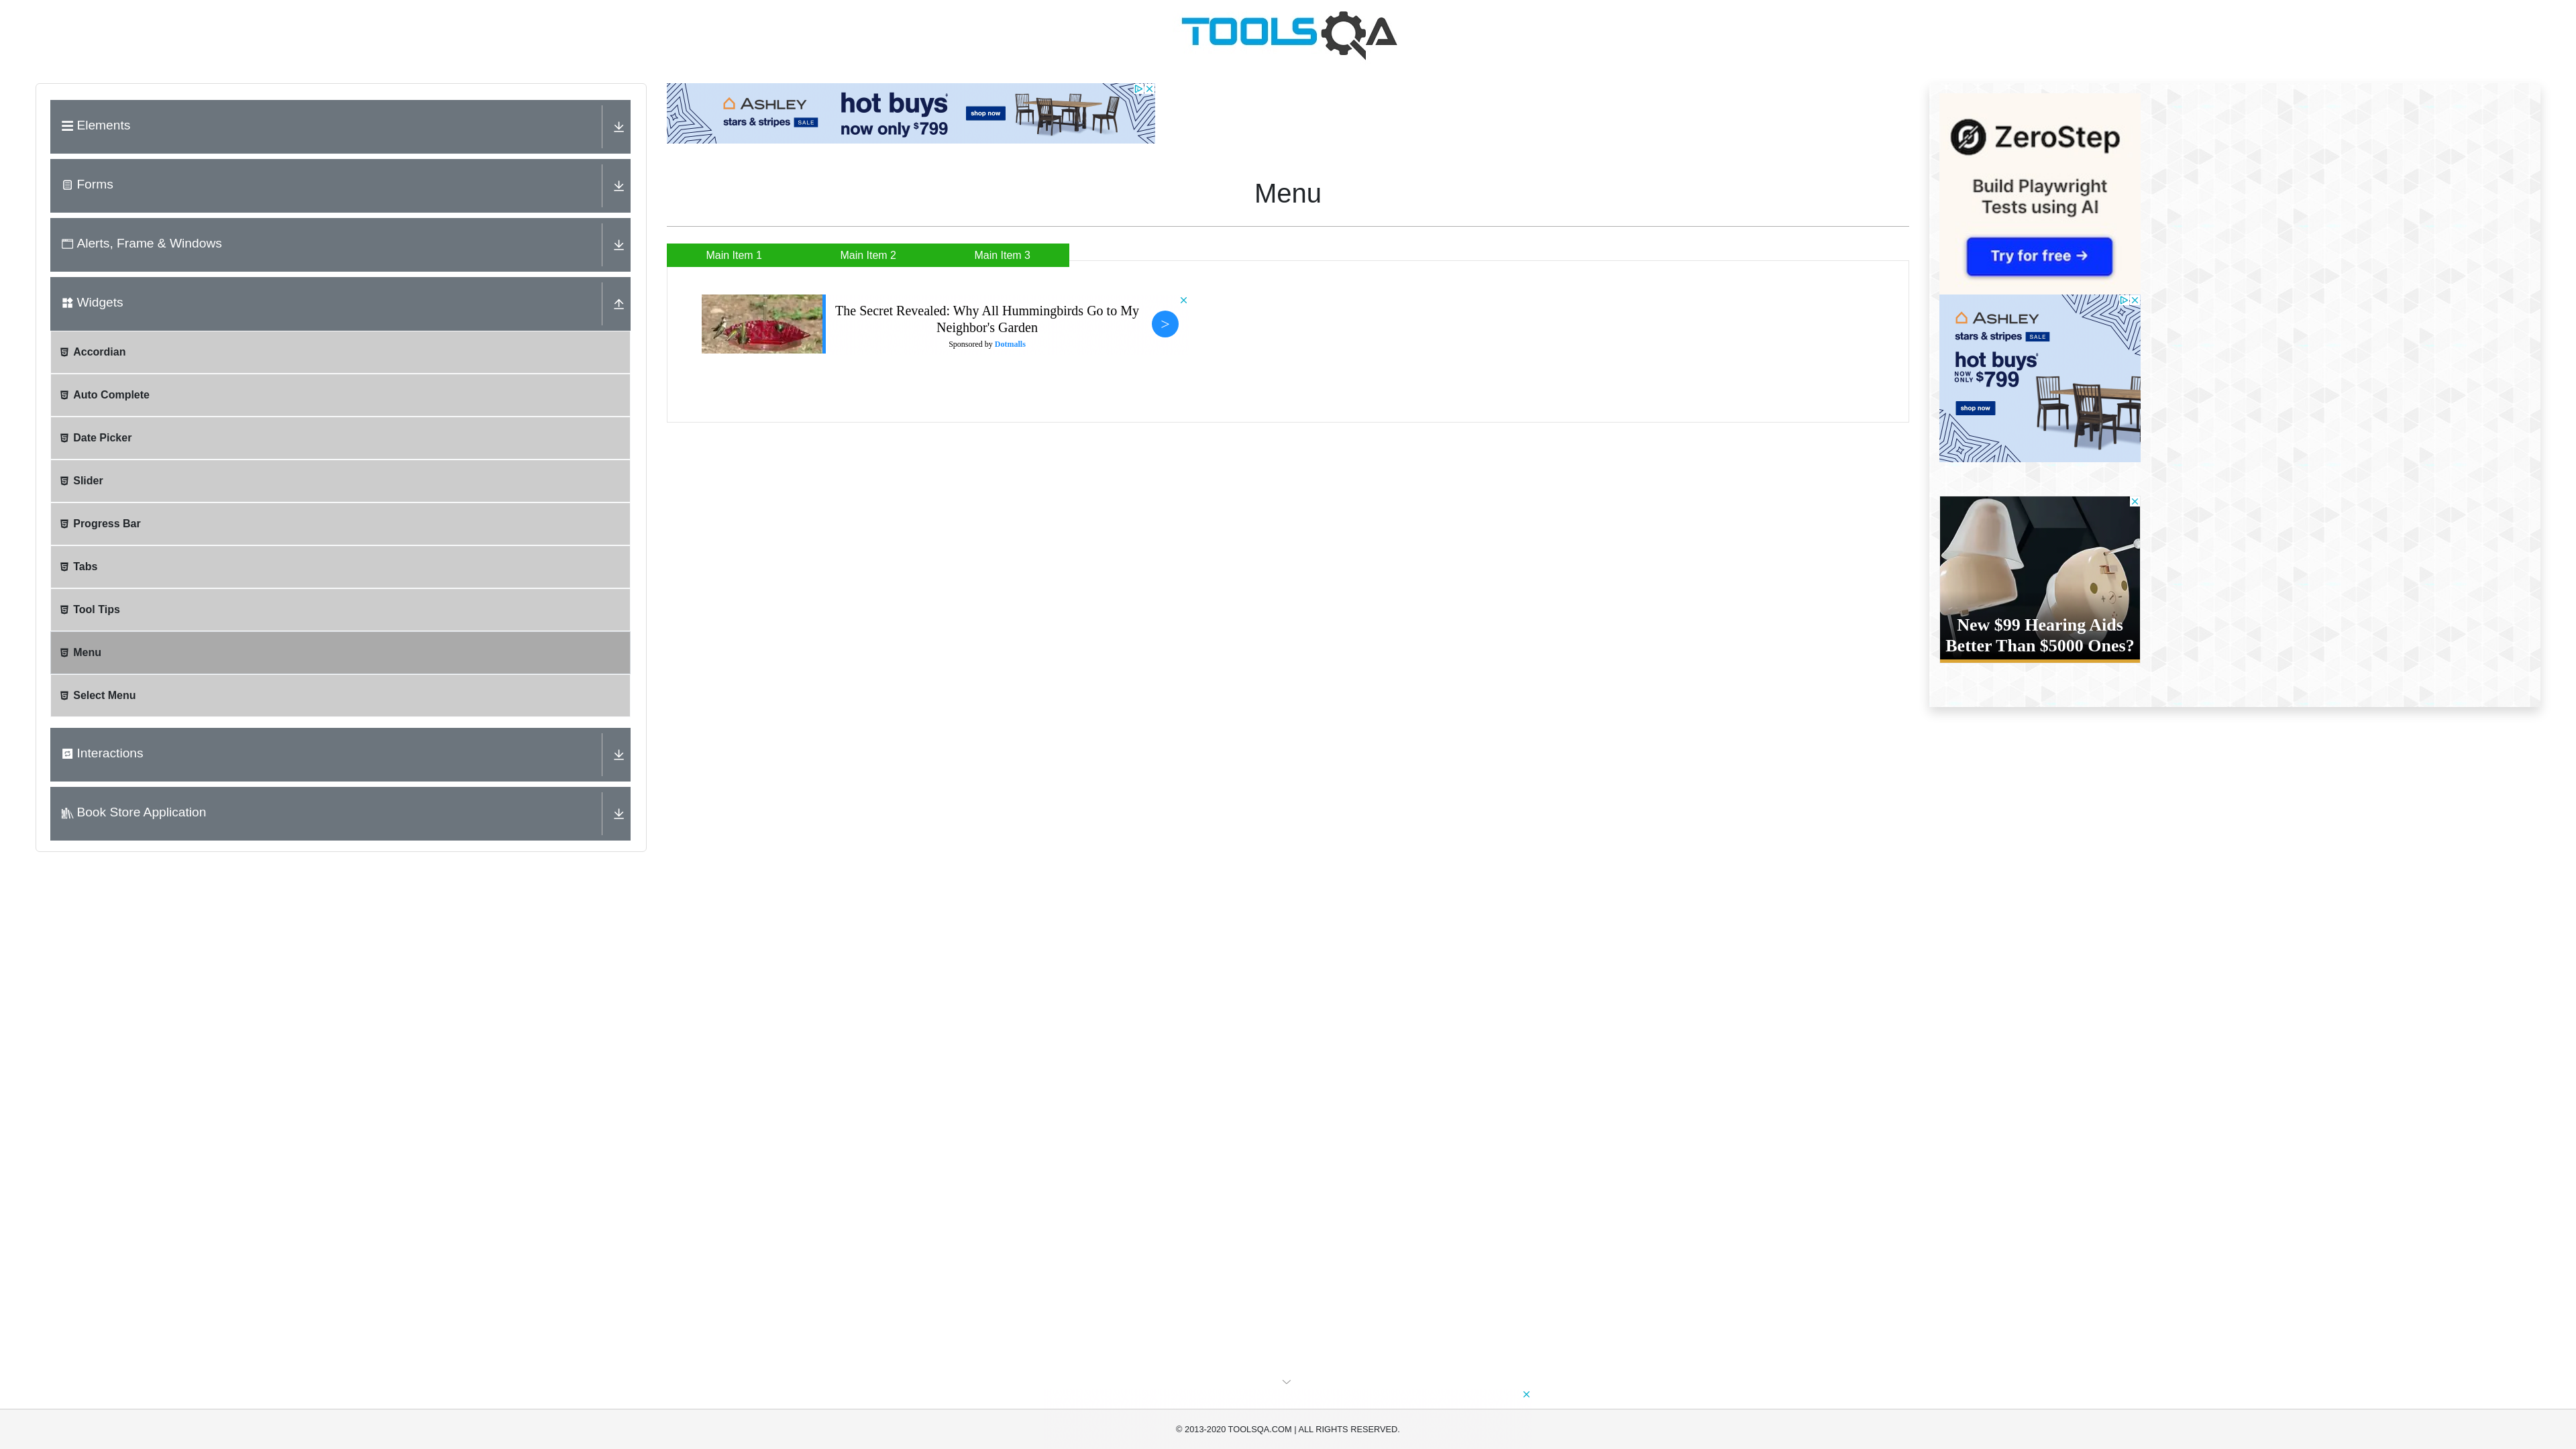 TOOLSQA
Elements
Forms
Alerts, Frame & Windows
Widgets
Accordian
Auto Complete
Date Picker
Slider
Progress Bar
Tabs
Tool Tips
Menu
Select Menu
Interactions
Book Store Application
ASHLEY
stars & stripes SALE
hot buys
now only $799
shop now
Menu
Main Item 1 Main Item 2 Main Item 3
The Secret Revealed: Why All Hummingbirds Go to My
Neighbor's Garden
Sponsored by Dotmalls
>
ZeroStep
Build Playwright
Tests using AI
Try for free →
ASHLEY
stars & stripes SALE
hot buys
NOW ONLY $799
shop now
New $99 Hearing Aids
Better Than $5000 Ones?
© 2013-2020 TOOLSQA.COM | ALL RIGHTS RESERVED.